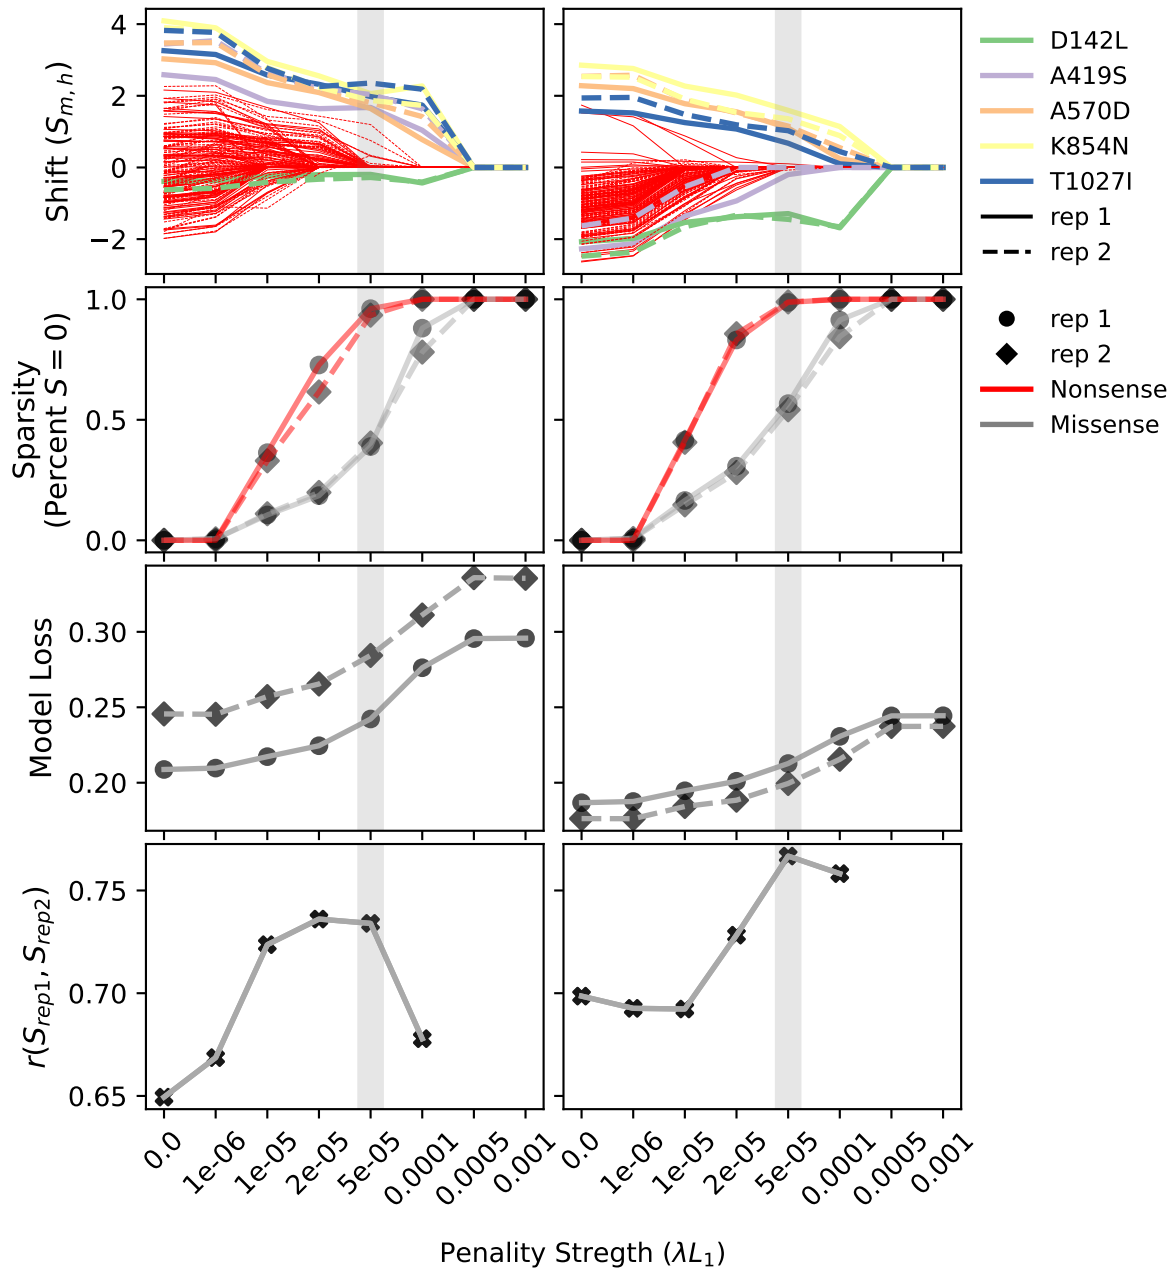 4
2
0
−2
Shift (S_{m,h})
D142L
A419S
A570D
K854N
T1027I
rep 1
rep 2
1.0
0.5
0.0
Sparsity
(Percent S = 0)
rep 1
rep 2
Nonsense
Missense
0.30
0.25
0.20
Model Loss
0.75
0.70
0.65
r(S_{rep1}, S_{rep2})
0.0 1e-06 1e-05 2e-05 5e-05 0.0001 0.0005 0.001
0.0 1e-06 1e-05 2e-05 5e-05 0.0001 0.0005 0.001
Penality Stregth (λL_1)